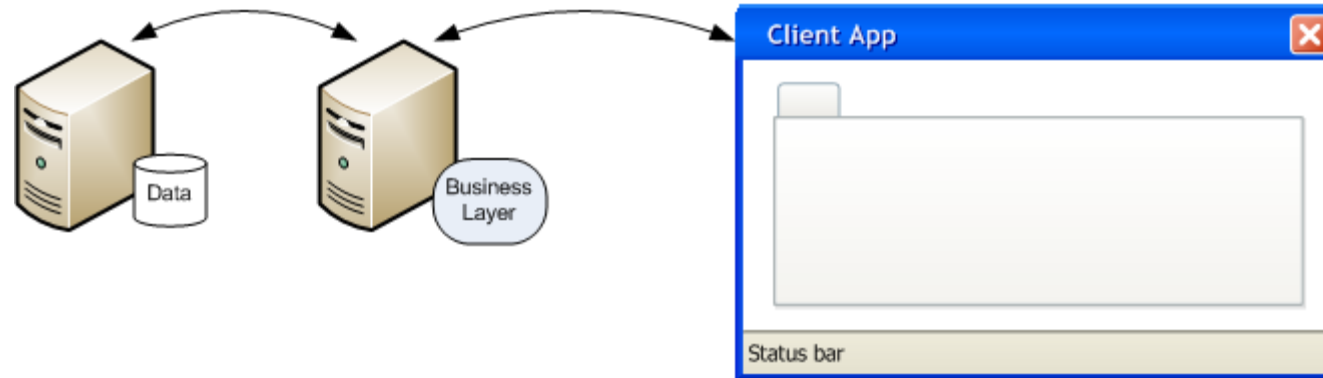 Client App
Data
Business
Layer
Status bar